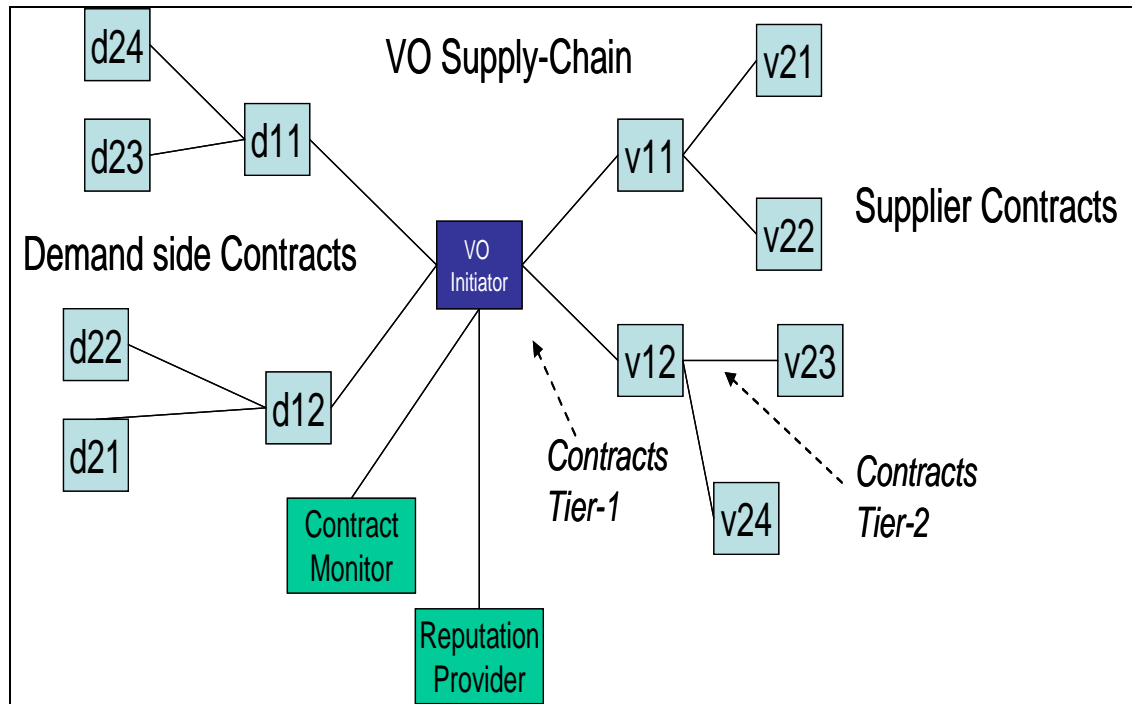 d24
VO Supply-Chain
v21
d11
d23
v11
v22
Supplier Contracts
Demand side Contracts
VO
Initiator
d22
v12
v23
d12
d21
Contracts
Tier-1
Contracts
Tier-2
v24
Contract
Monitor
Reputation
Provider